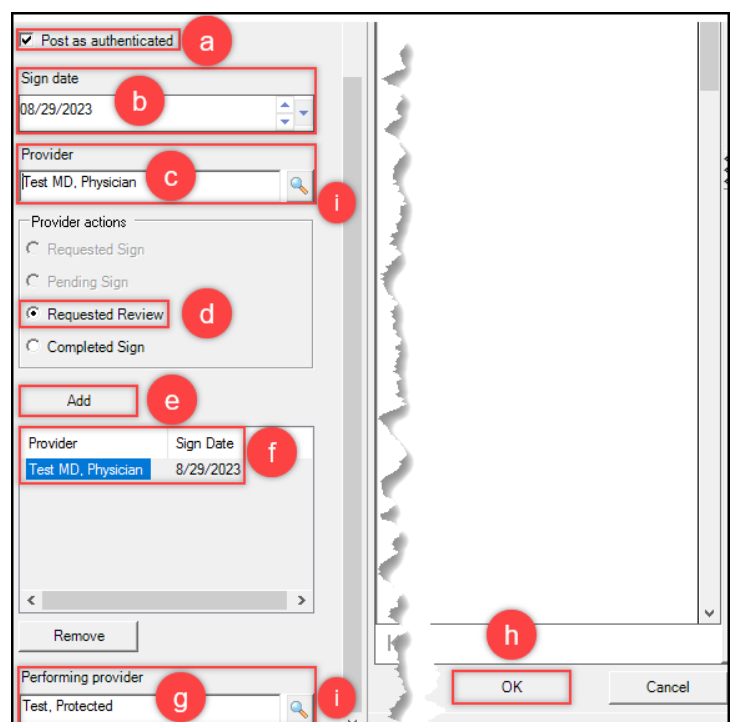 Post as authenticated a
Sign date
08/29/2023 b
Provider
Test MD, Physician c
i
Provider actions
Requested Sign
Pending Sign
Requested Review d
Completed Sign
Add e
Provider Sign Date f
Test MD, Physician 8/29/2023
Remove
h
Performing provider
Test, Protected g i
OK Cancel